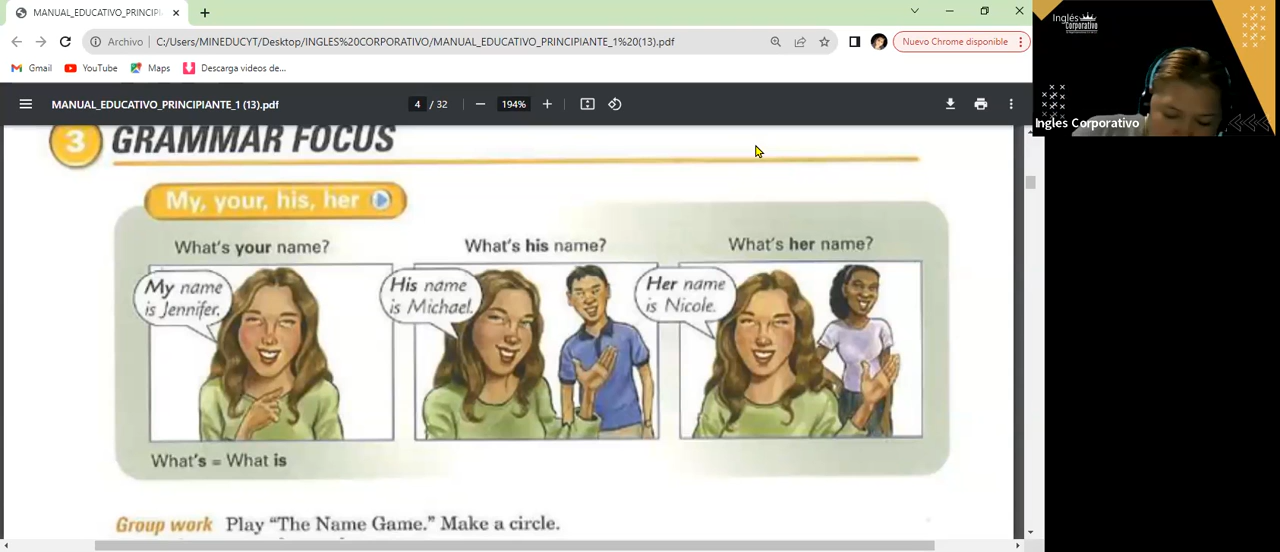 MANUAL_EDUCATIVO_PRINCIPI
Archivo
C:/Users/MINEDUCYT/Desktop/INGLES%20CORPORATIVO/MANUAL_EDUCATIVO_PRINCIPIANTE_1%20(13).pdf
Nuevo Chrome disponible
Gmail
YouTube
Maps
Descarga videos de...
MANUAL_EDUCATIVO_PRINCIPIANTE_1 (13).pdf
4 / 32
194%
Inglés
Corporativo
Ingles Corporativo
3 GRAMMAR FOCUS
My, your, his, her
What's your name?
What's his name?
What's her name?
My name
is Jennifer.
His name
is Michael.
Her name
is Nicole.
What's = What is
Group work Play "The Name Game." Make a circle.